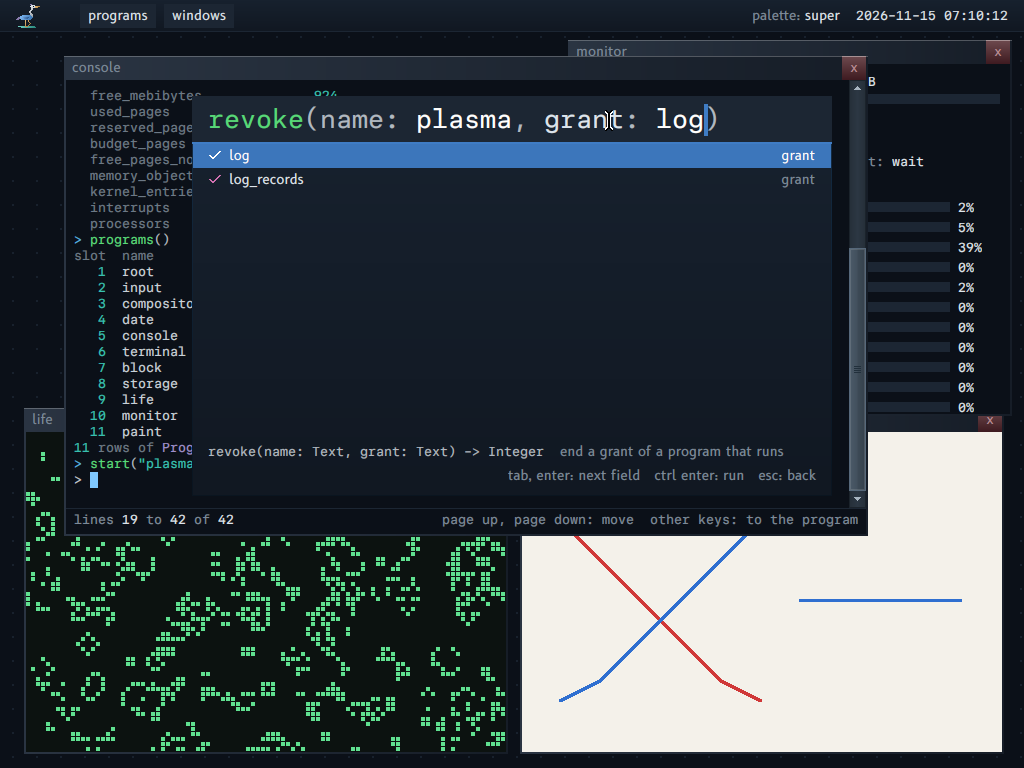 programs windows palette: super 2026-11-15 07:10:12
monitor x
console x
B
free_mebibytes 924
revoke(name: plasma, grant: log)
used_pages
reserved_page
budget_pages
free_pages_no
memory_object
kernel_entrie
interrupts
processors
> programs()
slot name
1 root
2 input
3 composito
4 date
5 console
6 terminal
7 block
8 storage
9 life
10 monitor
11 paint
11 rows of Prog
> start("plasma
>
log grant
log_records grant
revoke(name: Text, grant: Text) -> Integer end a grant of a program that runs
tab, enter: next field ctrl enter: run esc: back
t: wait
2%
5%
39%
0%
2%
0%
0%
0%
0%
0%
0%
lines 19 to 42 of 42 page up, page down: move other keys: to the program
life
x